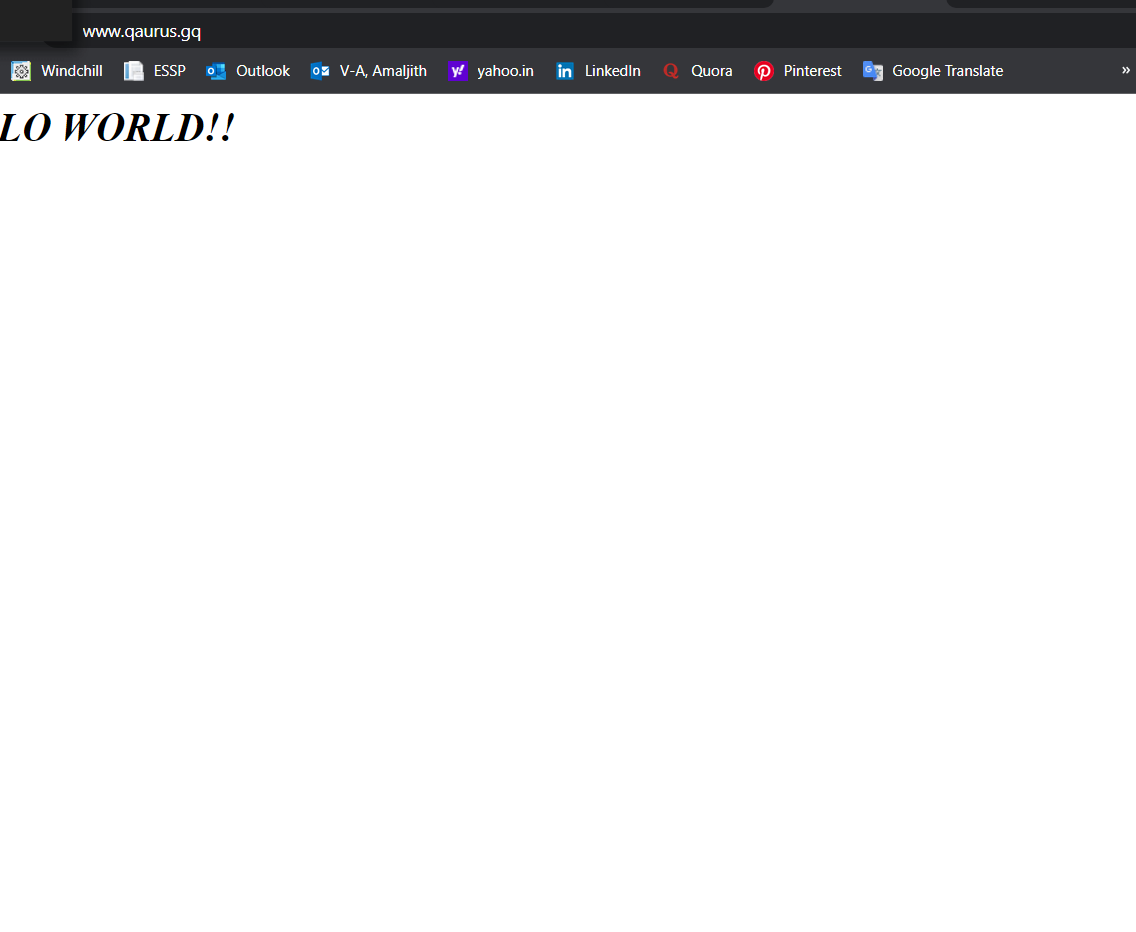 www.qaurus.gq
Windchill ESSP Outlook V-A, Amaljith yahoo.in LinkedIn Quora Pinterest Google Translate »
LO WORLD!!